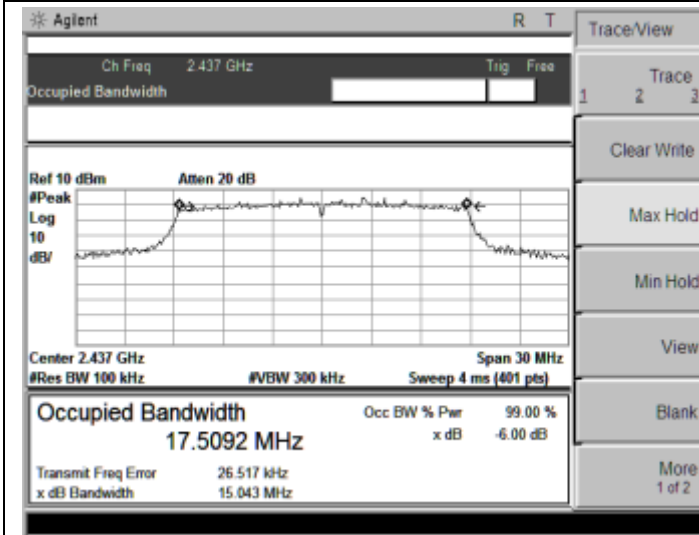 Agilent R T
Ch Freq 2.437 GHz Trig Free
Occupied Bandwidth
Ref 10 dBm Atten 20 dB
#Peak
Log
10
dB/
Center 2.437 GHz Span 30 MHz
#Res BW 100 kHz #VBW 300 kHz Sweep 4 ms (401 pts)
Occupied Bandwidth Occ BW % Pwr 99.00 %
17.5092 MHz x dB -6.00 dB
Transmit Freq Error 26.517 kHz
x dB Bandwidth 15.043 MHz
Trace/View
Trace
1 2 3
Clear Write
Max Hold
Min Hold
View
Blank
More
1 of 2